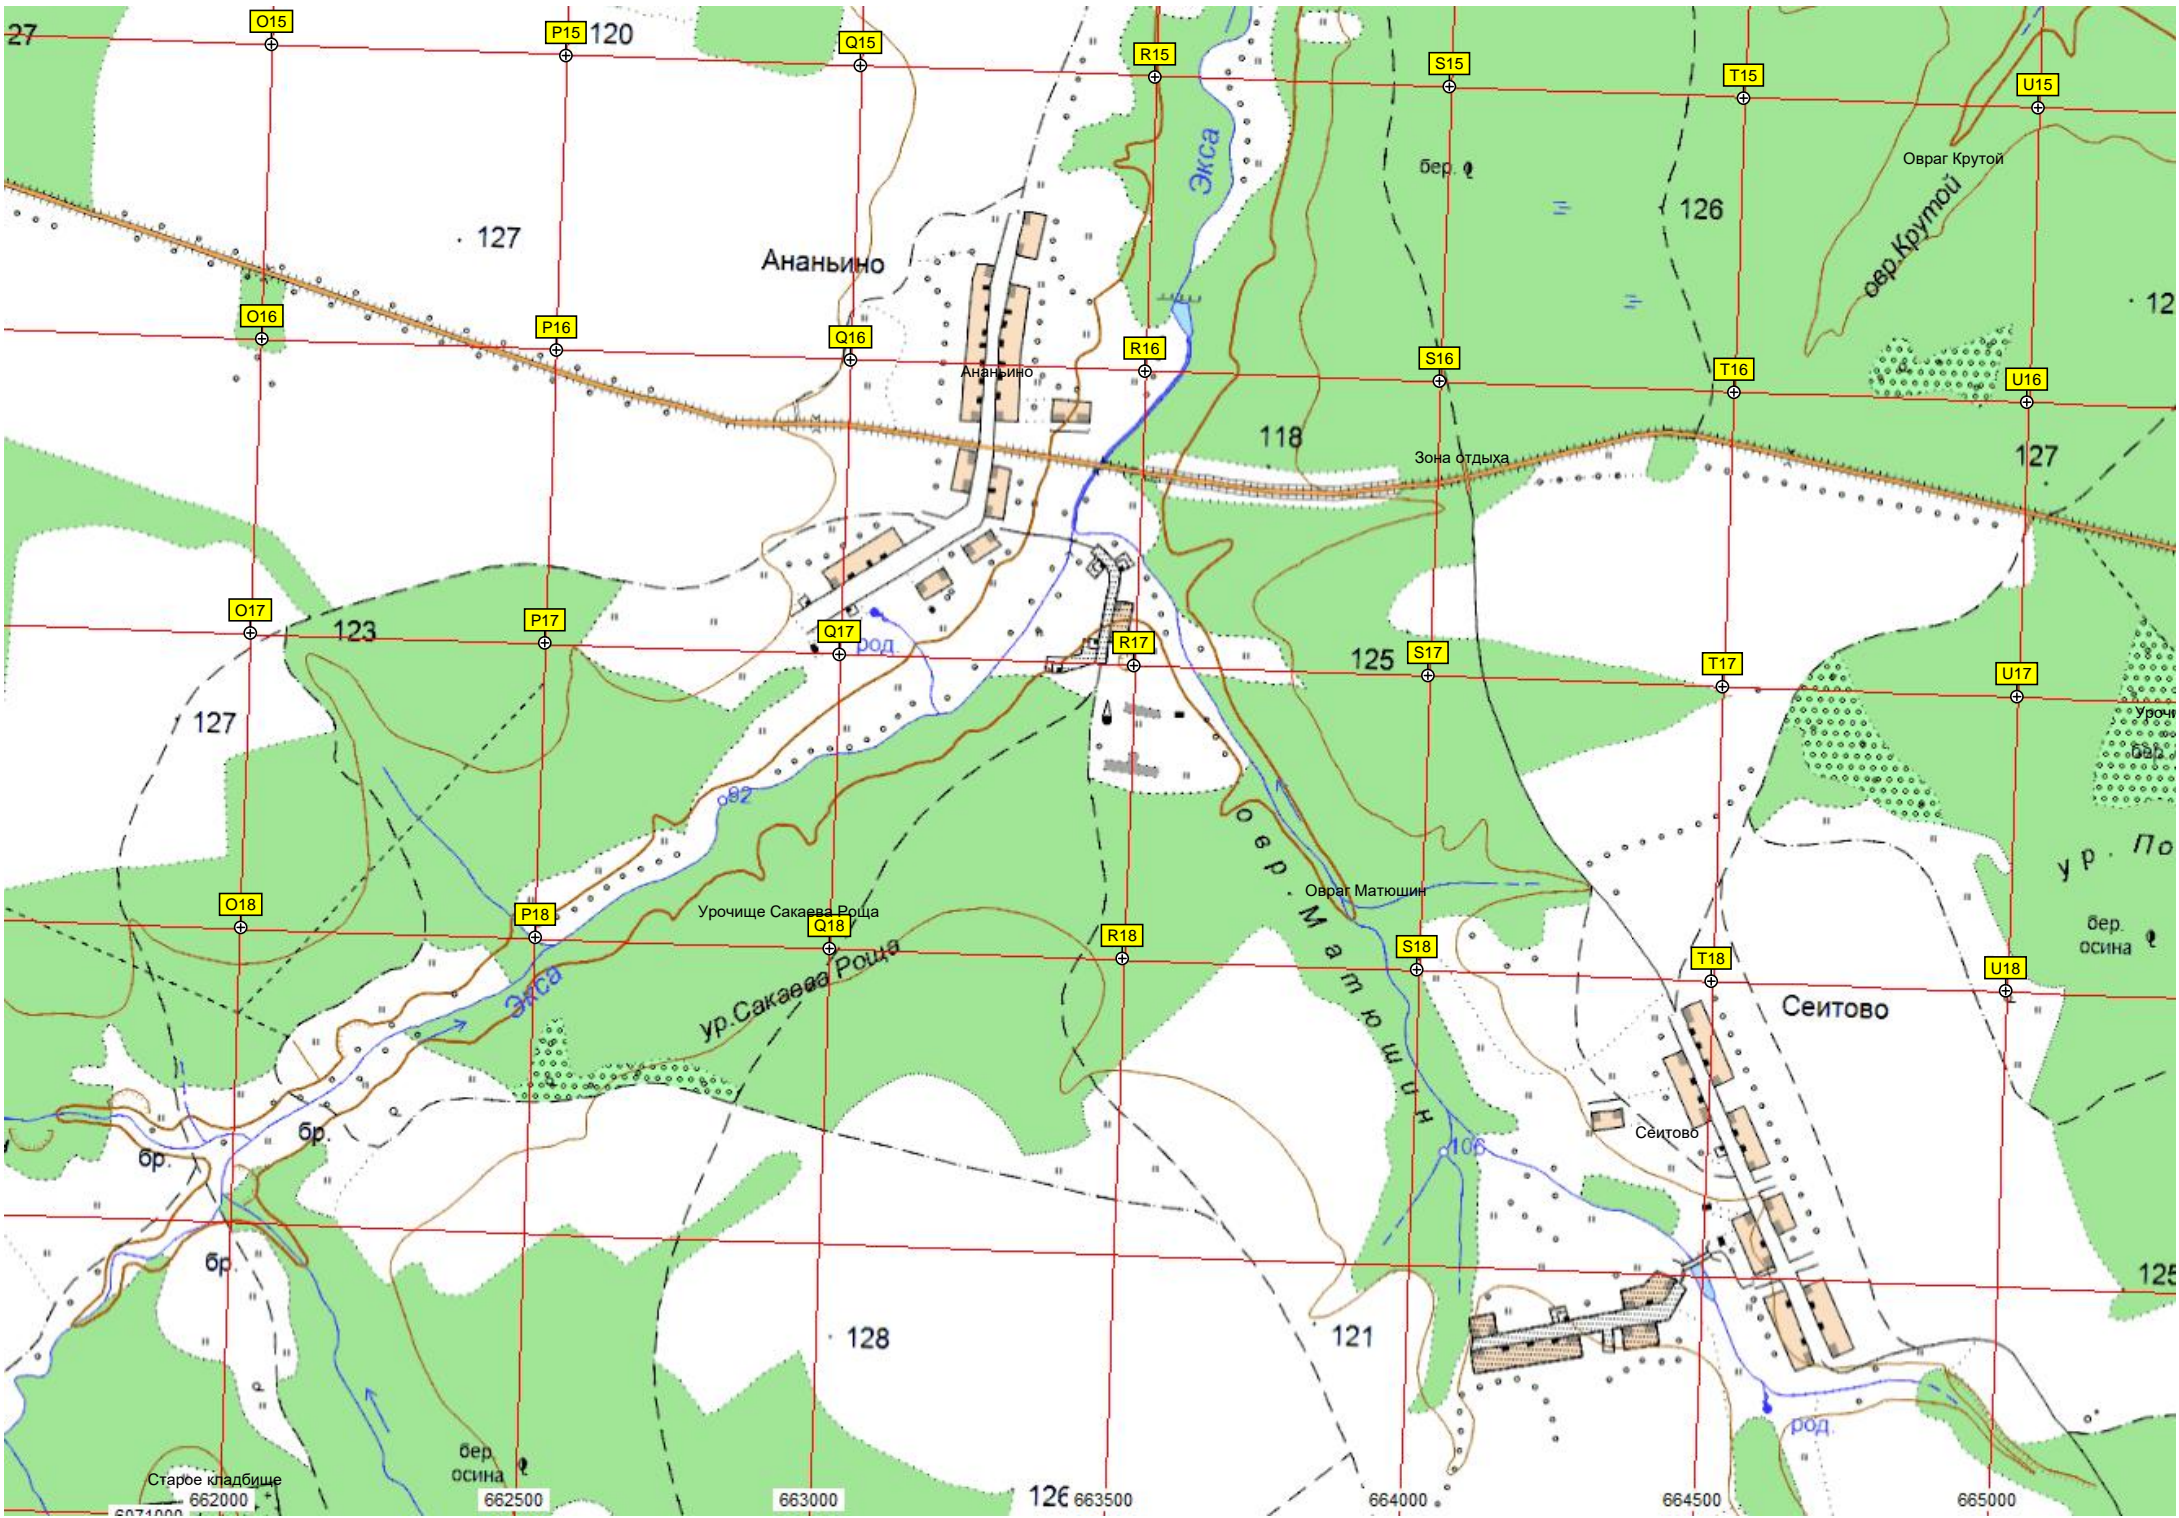 27
O15
P15
120
Q15
R15
S15
T15
U15
Экса
бер.
Овраг Крутой
126
овр.Крутой
127
Ананьино
12
O16
P16
Q16
R16
S16
T16
U16
Ананьино
118
Зона отдыха
127
O17
123
P17
Q17
род.
R17
125
S17
T17
U17
127
Урочи
бер.
92
овр. Матюшин
Овраг Матюшин
ур. По
O18
P18
Урочище Сакаева Роща
Q18
R18
S18
T18
U18
бер.
осина
ур.Сакаева Роща
Экса
Сеитово
бр.
бр.
106
Сеитово
бр.
125
128
121
род.
бер.
осина
Старое кладбище
126
662000
662500
663000
663500
664000
664500
665000